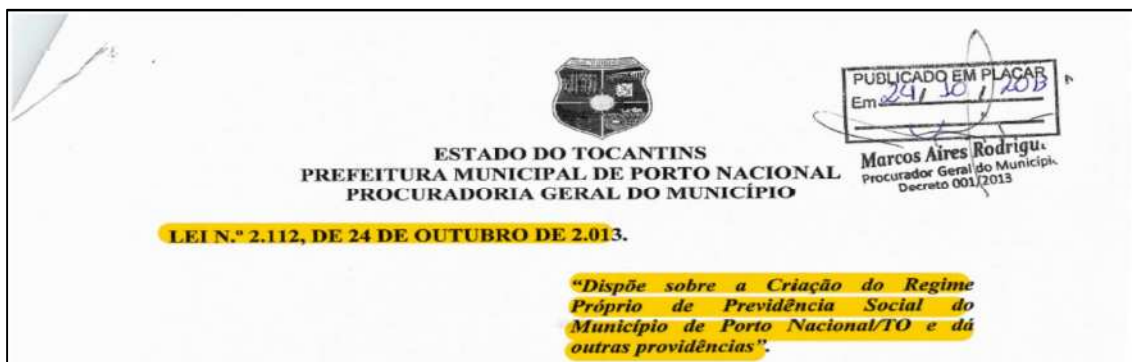 PUBLICADO EM PLACAR
Em 24 / 10 / 2013
Marcos Aires Rodrigu
Procurador Geral do Municípi
Decreto 001/2013
ESTADO DO TOCANTINS
PREFEITURA MUNICIPAL DE PORTO NACIONAL
PROCURADORIA GERAL DO MUNICÍPIO
LEI N.º 2.112, DE 24 DE OUTUBRO DE 2.013.
“Dispõe sobre a Criação do Regime
Próprio de Previdência Social do
Município de Porto Nacional/TO e dá
outras providências”.